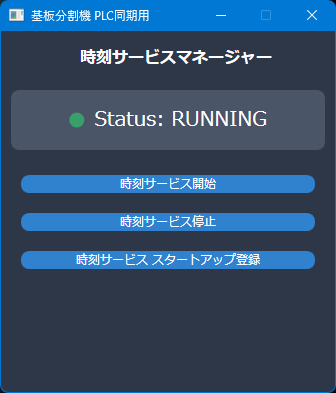 基板分割機 PLC同期用
時刻サービスマネージャー
Status: RUNNING
時刻サービス開始
時刻サービス停止
時刻サービス スタートアップ登録